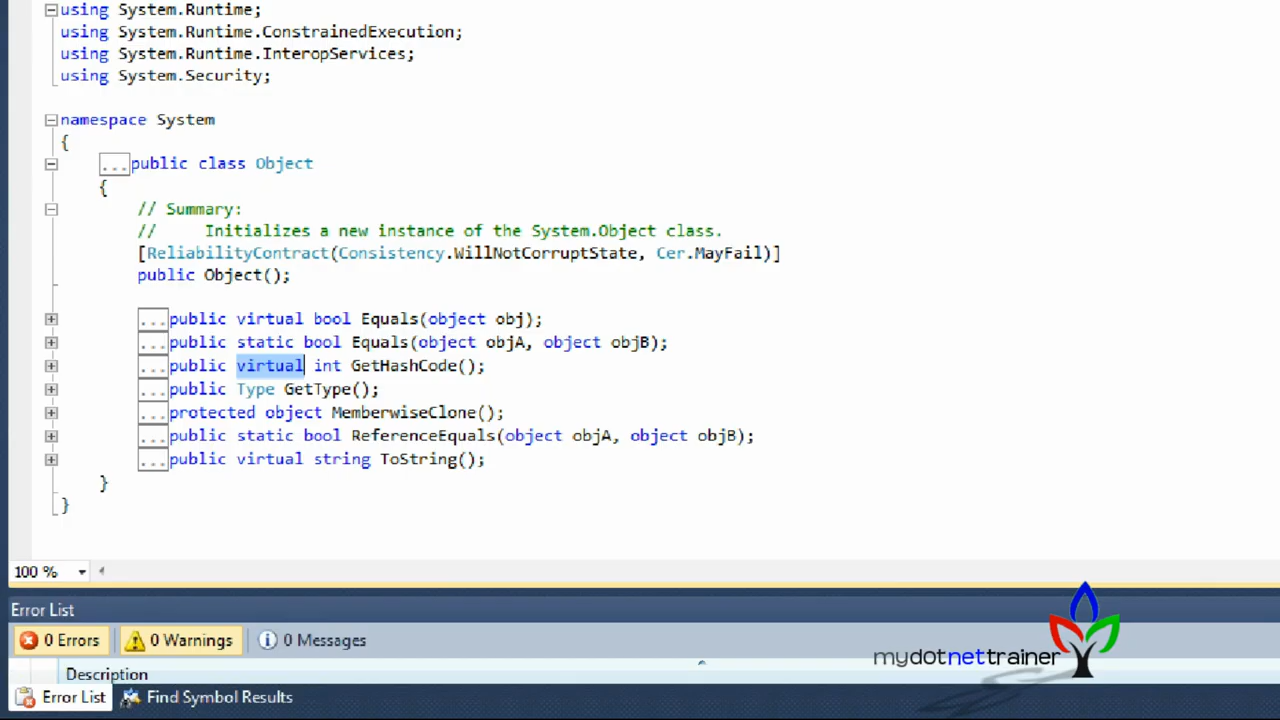 using System.Runtime;
using System.Runtime.ConstrainedExecution;
using System.Runtime.InteropServices;
using System.Security;
namespace System
{
...public class Object
{
// Summary:
//     Initializes a new instance of the System.Object class.
[ReliabilityContract(Consistency.WillNotCorruptState, Cer.MayFail)]
public Object();
...public virtual bool Equals(object obj);
...public static bool Equals(object objA, object objB);
...public virtual int GetHashCode();
...public Type GetType();
...protected object MemberwiseClone();
...public static bool ReferenceEquals(object objA, object objB);
...public virtual string ToString();
}
}
100 %
Error List
0 Errors 0 Warnings 0 Messages
mydotnettrainer
Description
Error List Find Symbol Results